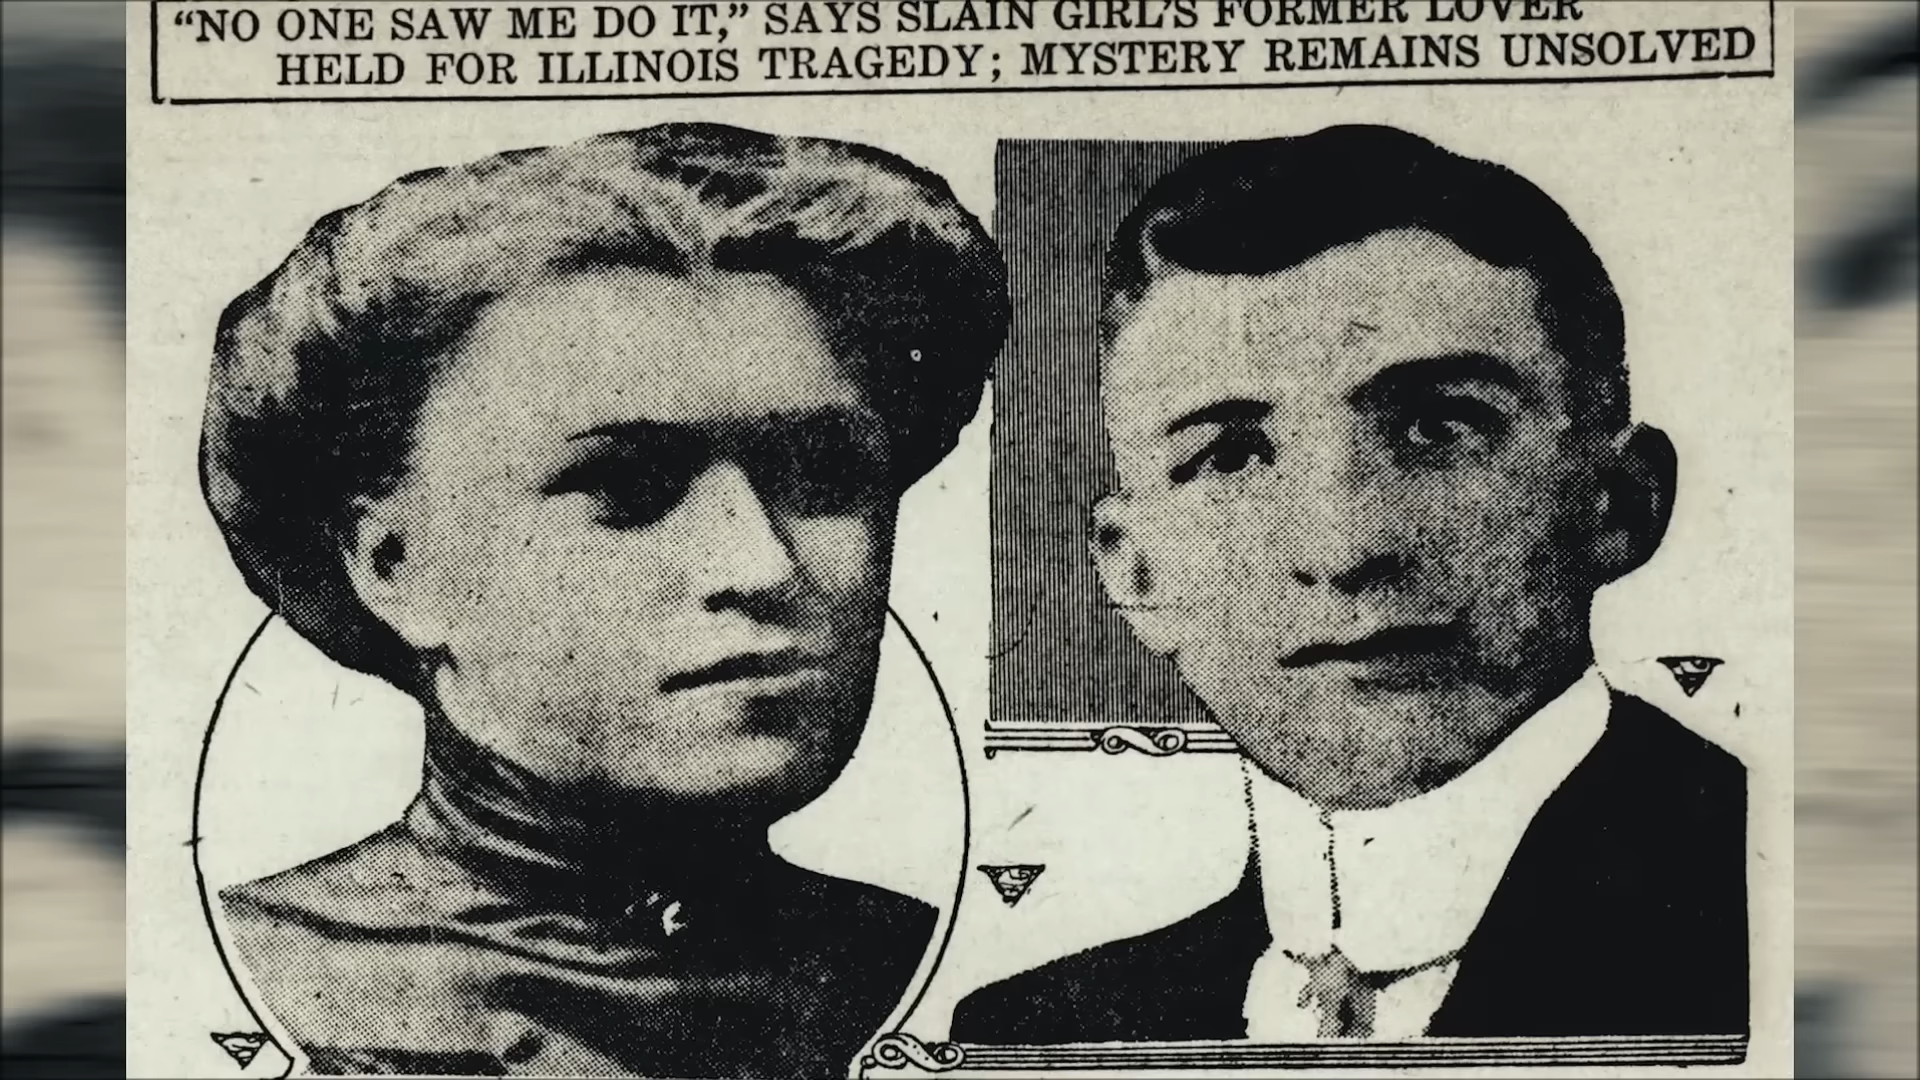 “NO ONE SAW ME DO IT,” SAYS SLAIN GIRL'S FORMER LOVER
HELD FOR ILLINOIS TRAGEDY; MYSTERY REMAINS UNSOLVED